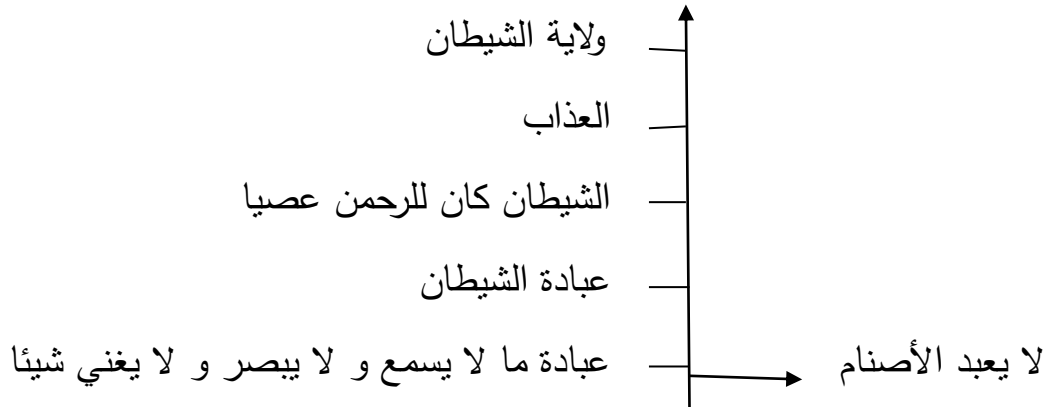 ولاية الشيطان
العذاب
الشيطان كان للرحمن عصيا
عبادة الشيطان
لا يعبد الأصنام
عبادة ما لا يسمع و لا يبصر و لا يغني شيئا